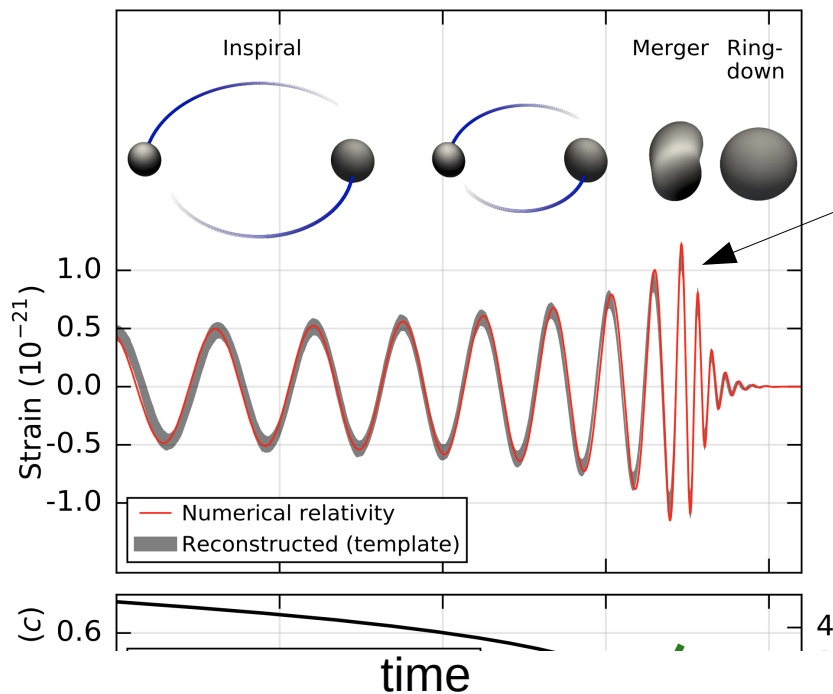 Inspiral
Merger Ring-
down
1.0
0.5
0.0
-0.5
-1.0
Strain (10⁻²¹)
Numerical relativity
Reconstructed (template)
(c)
0.6
4
time